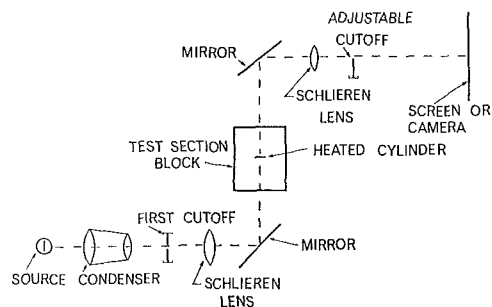 ADJUSTABLE
CUTOFF
MIRROR
SCHLIEREN
LENS
SCREEN OR
CAMERA
TEST SECTION
BLOCK
HEATED CYLINDER
FIRST CUTOFF
MIRROR
SOURCE
CONDENSER
SCHLIEREN
LENS